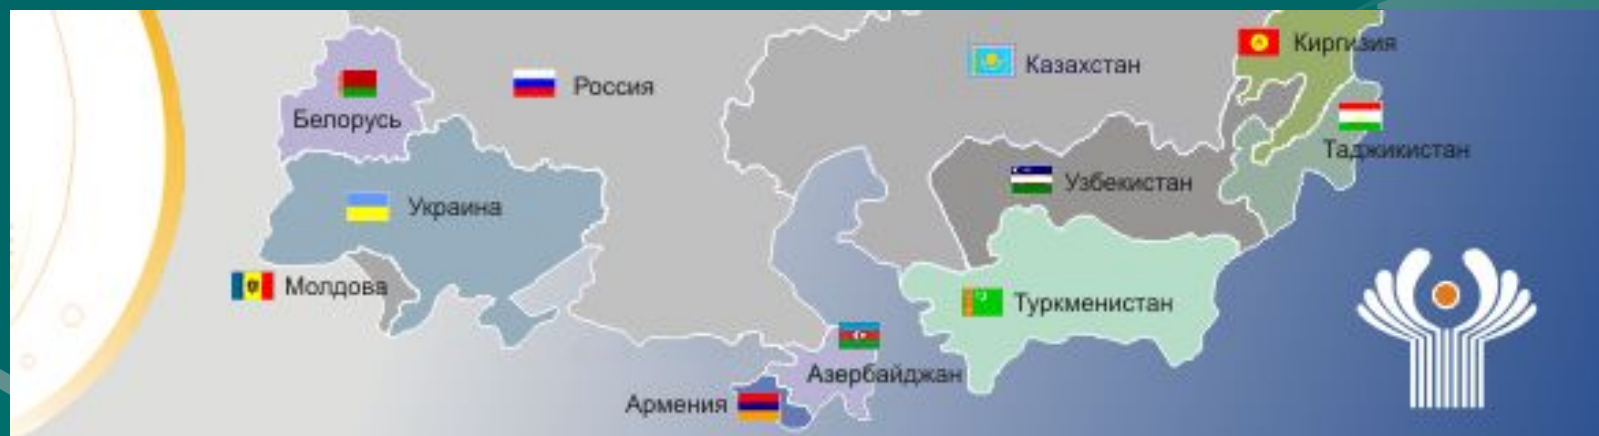 Киргизия
Казахстан
Россия
Белорусь
Таджикистан
Узбекистан
Украина
Молдова
Туркменистан
Азербайджан
Армения